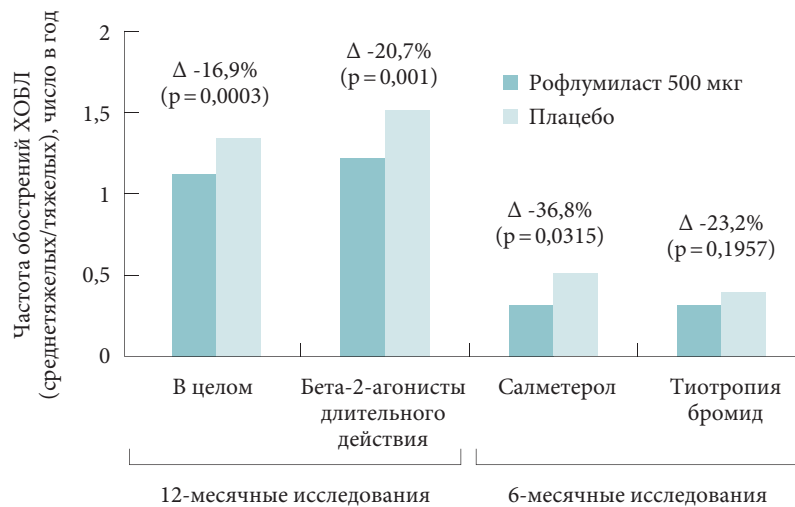 Частота обострений ХОБЛ
(среднетяжелых/тяжелых), число в год
2
1,5
1
0,5
0
Δ -16,9%
(p=0,0003)
Δ -20,7%
(p=0,001)
Δ -36,8%
(p=0,0315)
Δ -23,2%
(p=0,1957)
Рофлумиласт 500 мкг
Плацебо
В целом
Бета-2-агонисты
длительного
действия
Салметерол
Тиотропия
бромид
12-месячные исследования
6-месячные исследования